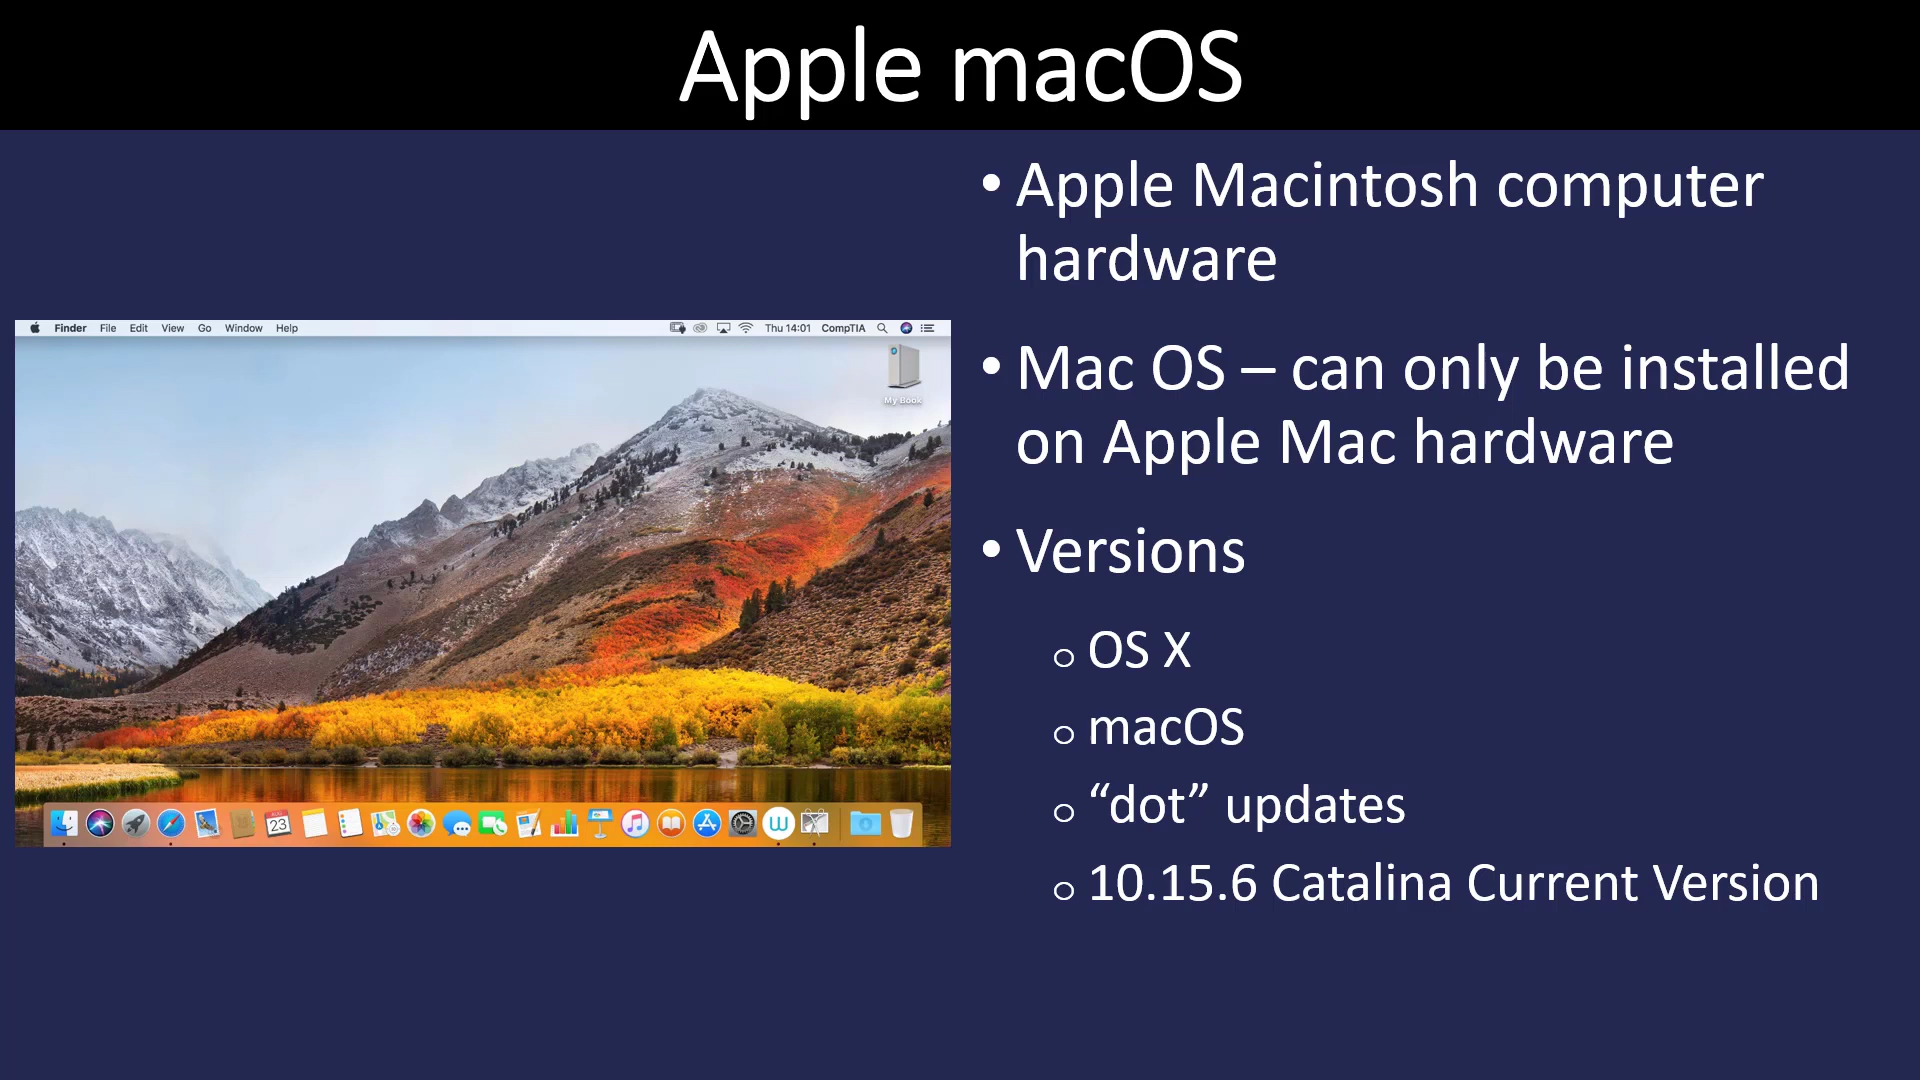 Apple macOS
• Apple Macintosh computer
hardware
• Mac OS – can only be installed
on Apple Mac hardware
• Versions
o OS X
o macOS
o “dot” updates
o 10.15.6 Catalina Current Version
Finder File Edit View Go Window Help Thu 14:01 CompTIA
My Book
23